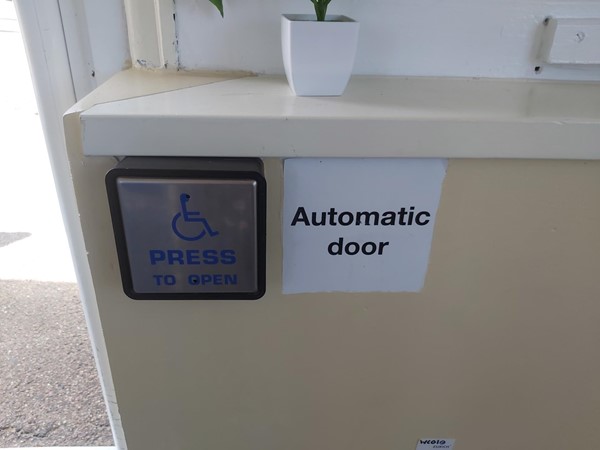 PRESS
TO OPEN
Automatic
door